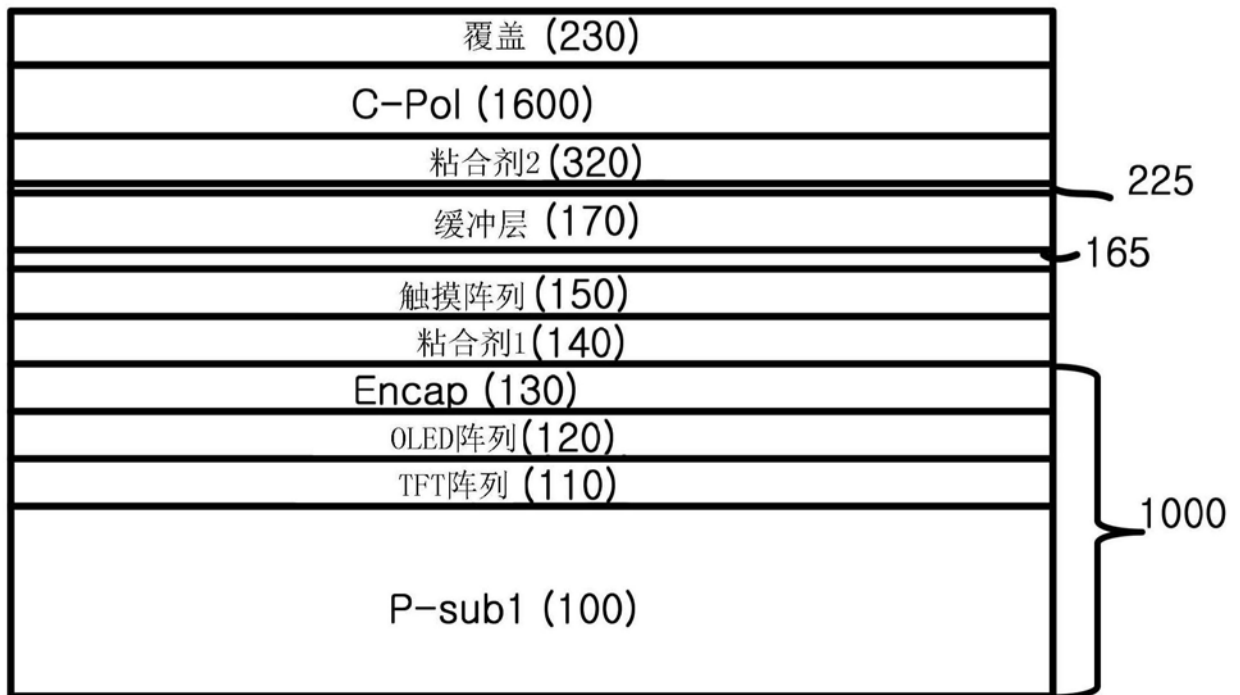 覆盖 (230)
C-Pol (1600)
粘合剂2(320)
225
缓冲层 (170)
165
触摸阵列(150)
粘合剂1(140)
Encap (130)
OLED阵列(120)
TFT阵列 (110)
1000
P-sub1 (100)